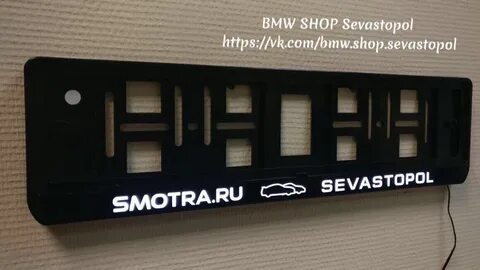 BMW SHOP Sevastopol
https://vk.com/bmw.shop.sevastopol
SMOTRA.RU SEVASTOPOL